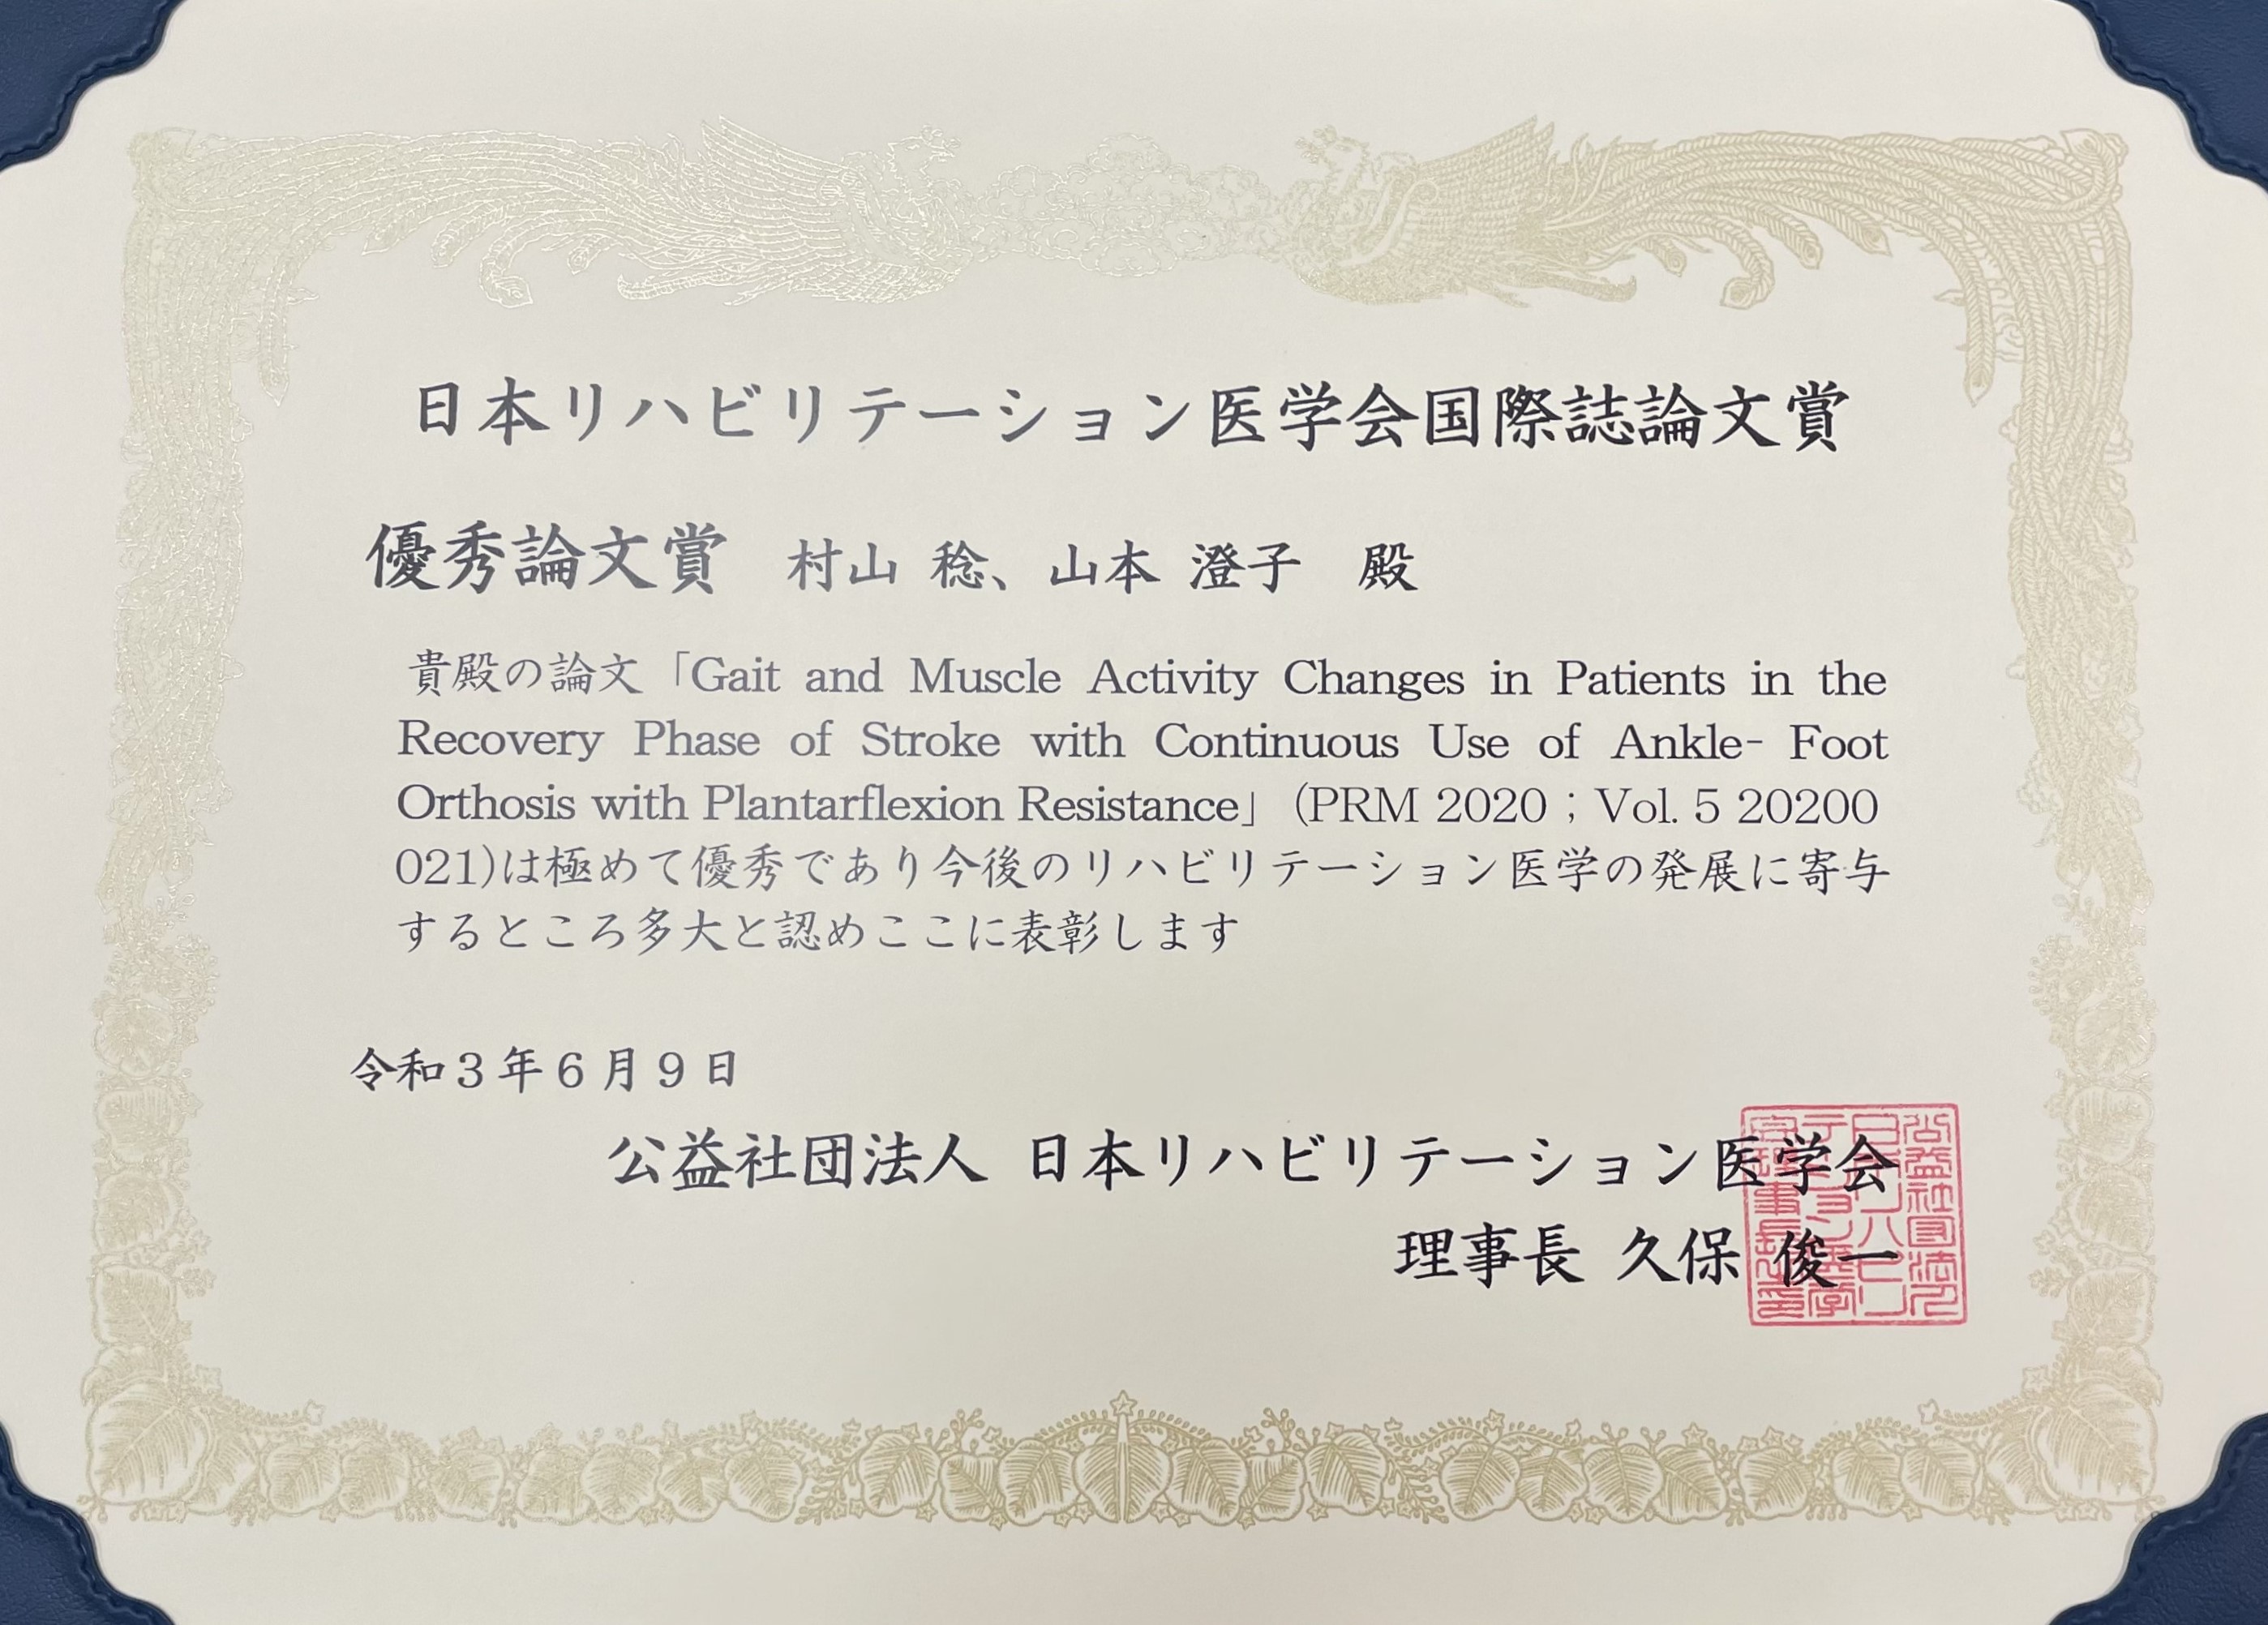 日本リハビリテーション医学会国際誌論文賞
優秀論文賞 村山 稔、山本 澄子 殿
貴殿の論文「Gait and Muscle Activity Changes in Patients in the
Recovery Phase of Stroke with Continuous Use of Ankle- Foot
Orthosis with Plantarflexion Resistance」(PRM 2020；Vol. 5 20200
021)は極めて優秀であり今後のリハビリテーション医学の発展に寄与
するところ多大と認めここに表彰します
令和３年６月９日
公益社団法人 日本リハビリテーション医学会
理事長 久保 俊一